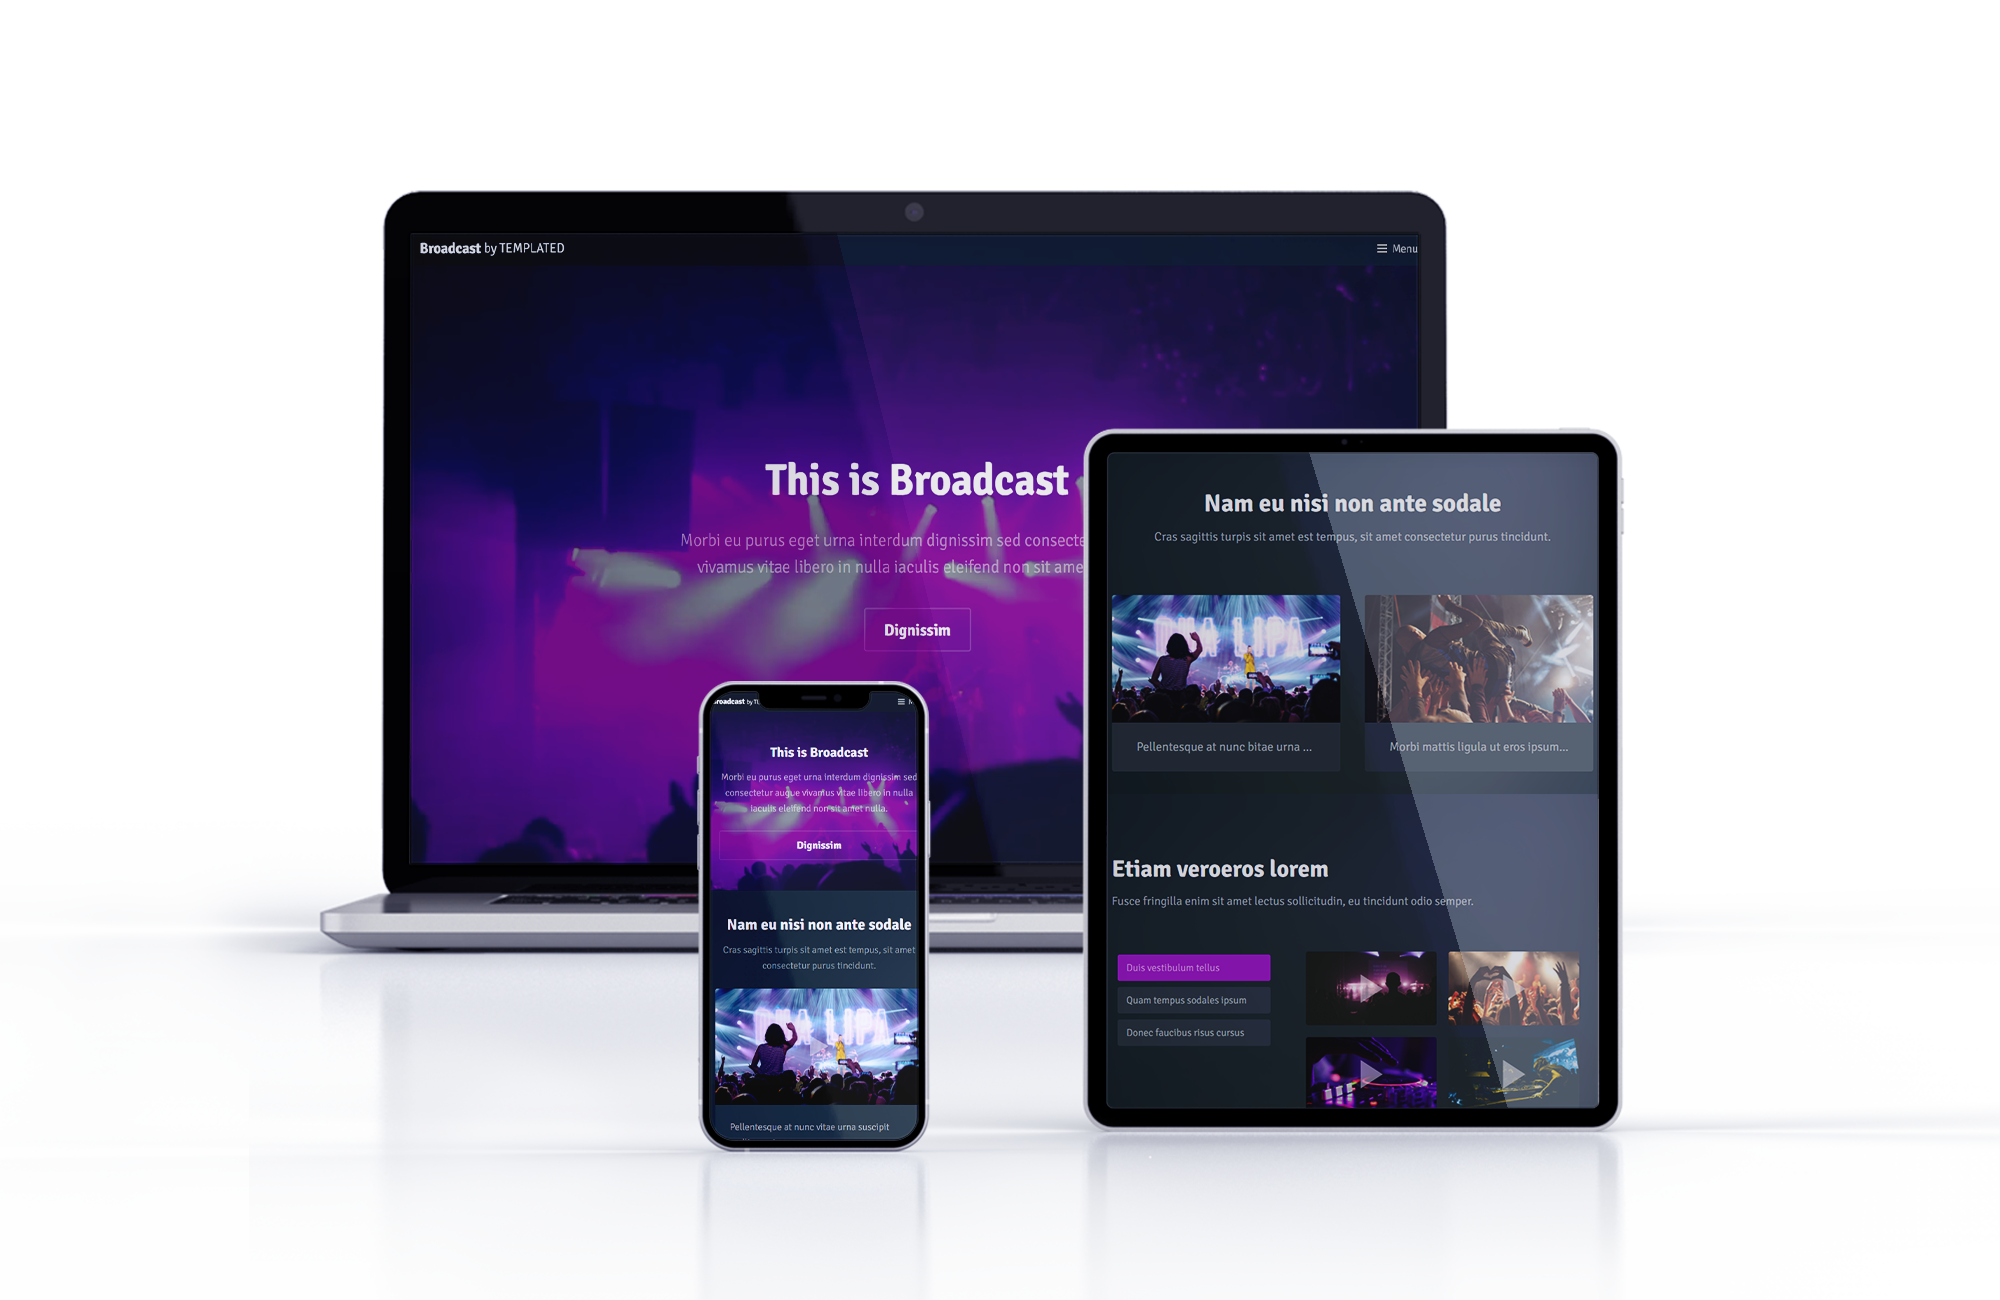 Broadcast by TEMPLATED
Menu
This is Broadcast
Morbi eu purus eget urna interdum dignissim sed consecte
vivamus vitae libero in nulla iaculis eleifend non sit ame
Dignissim
roadcast by
This is Broadcast
Morbi eu purus eget urna interdum dignissim sed
consectetur augue vivamus vitae libero in nulla
iaculis eleifend non sit amet nulla.
Dignissim
Nam eu nisi non ante sodale
Cras sagittis turpis sit amet est tempus, sit amet
consectetur purus tincidunt.
DUA LIPA
Pellentesque at nunc vitae urna suscipit
Nam eu nisi non ante sodale
Cras sagittis turpis sit amet est tempus, sit amet consectetur purus tincidunt.
DUA LIPA
Pellentesque at nunc bitae urna ...
Morbi mattis ligula ut eros ipsum...
Etiam veroeros lorem
Fusce fringilla enim sit amet lectus sollicitudin, eu tincidunt odio semper.
Duis vestibulum tellus
Quam tempus sodales ipsum
Donec faucibus risus cursus